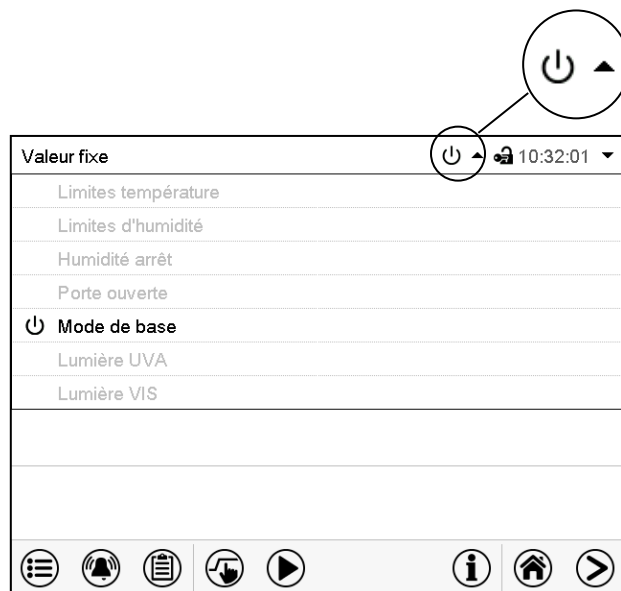 Valeur fixe 10:32:01
Limites température
Limites d'humidité
Humidité arrêt
Porte ouverte
Mode de base
Lumière UVA
Lumière VIS